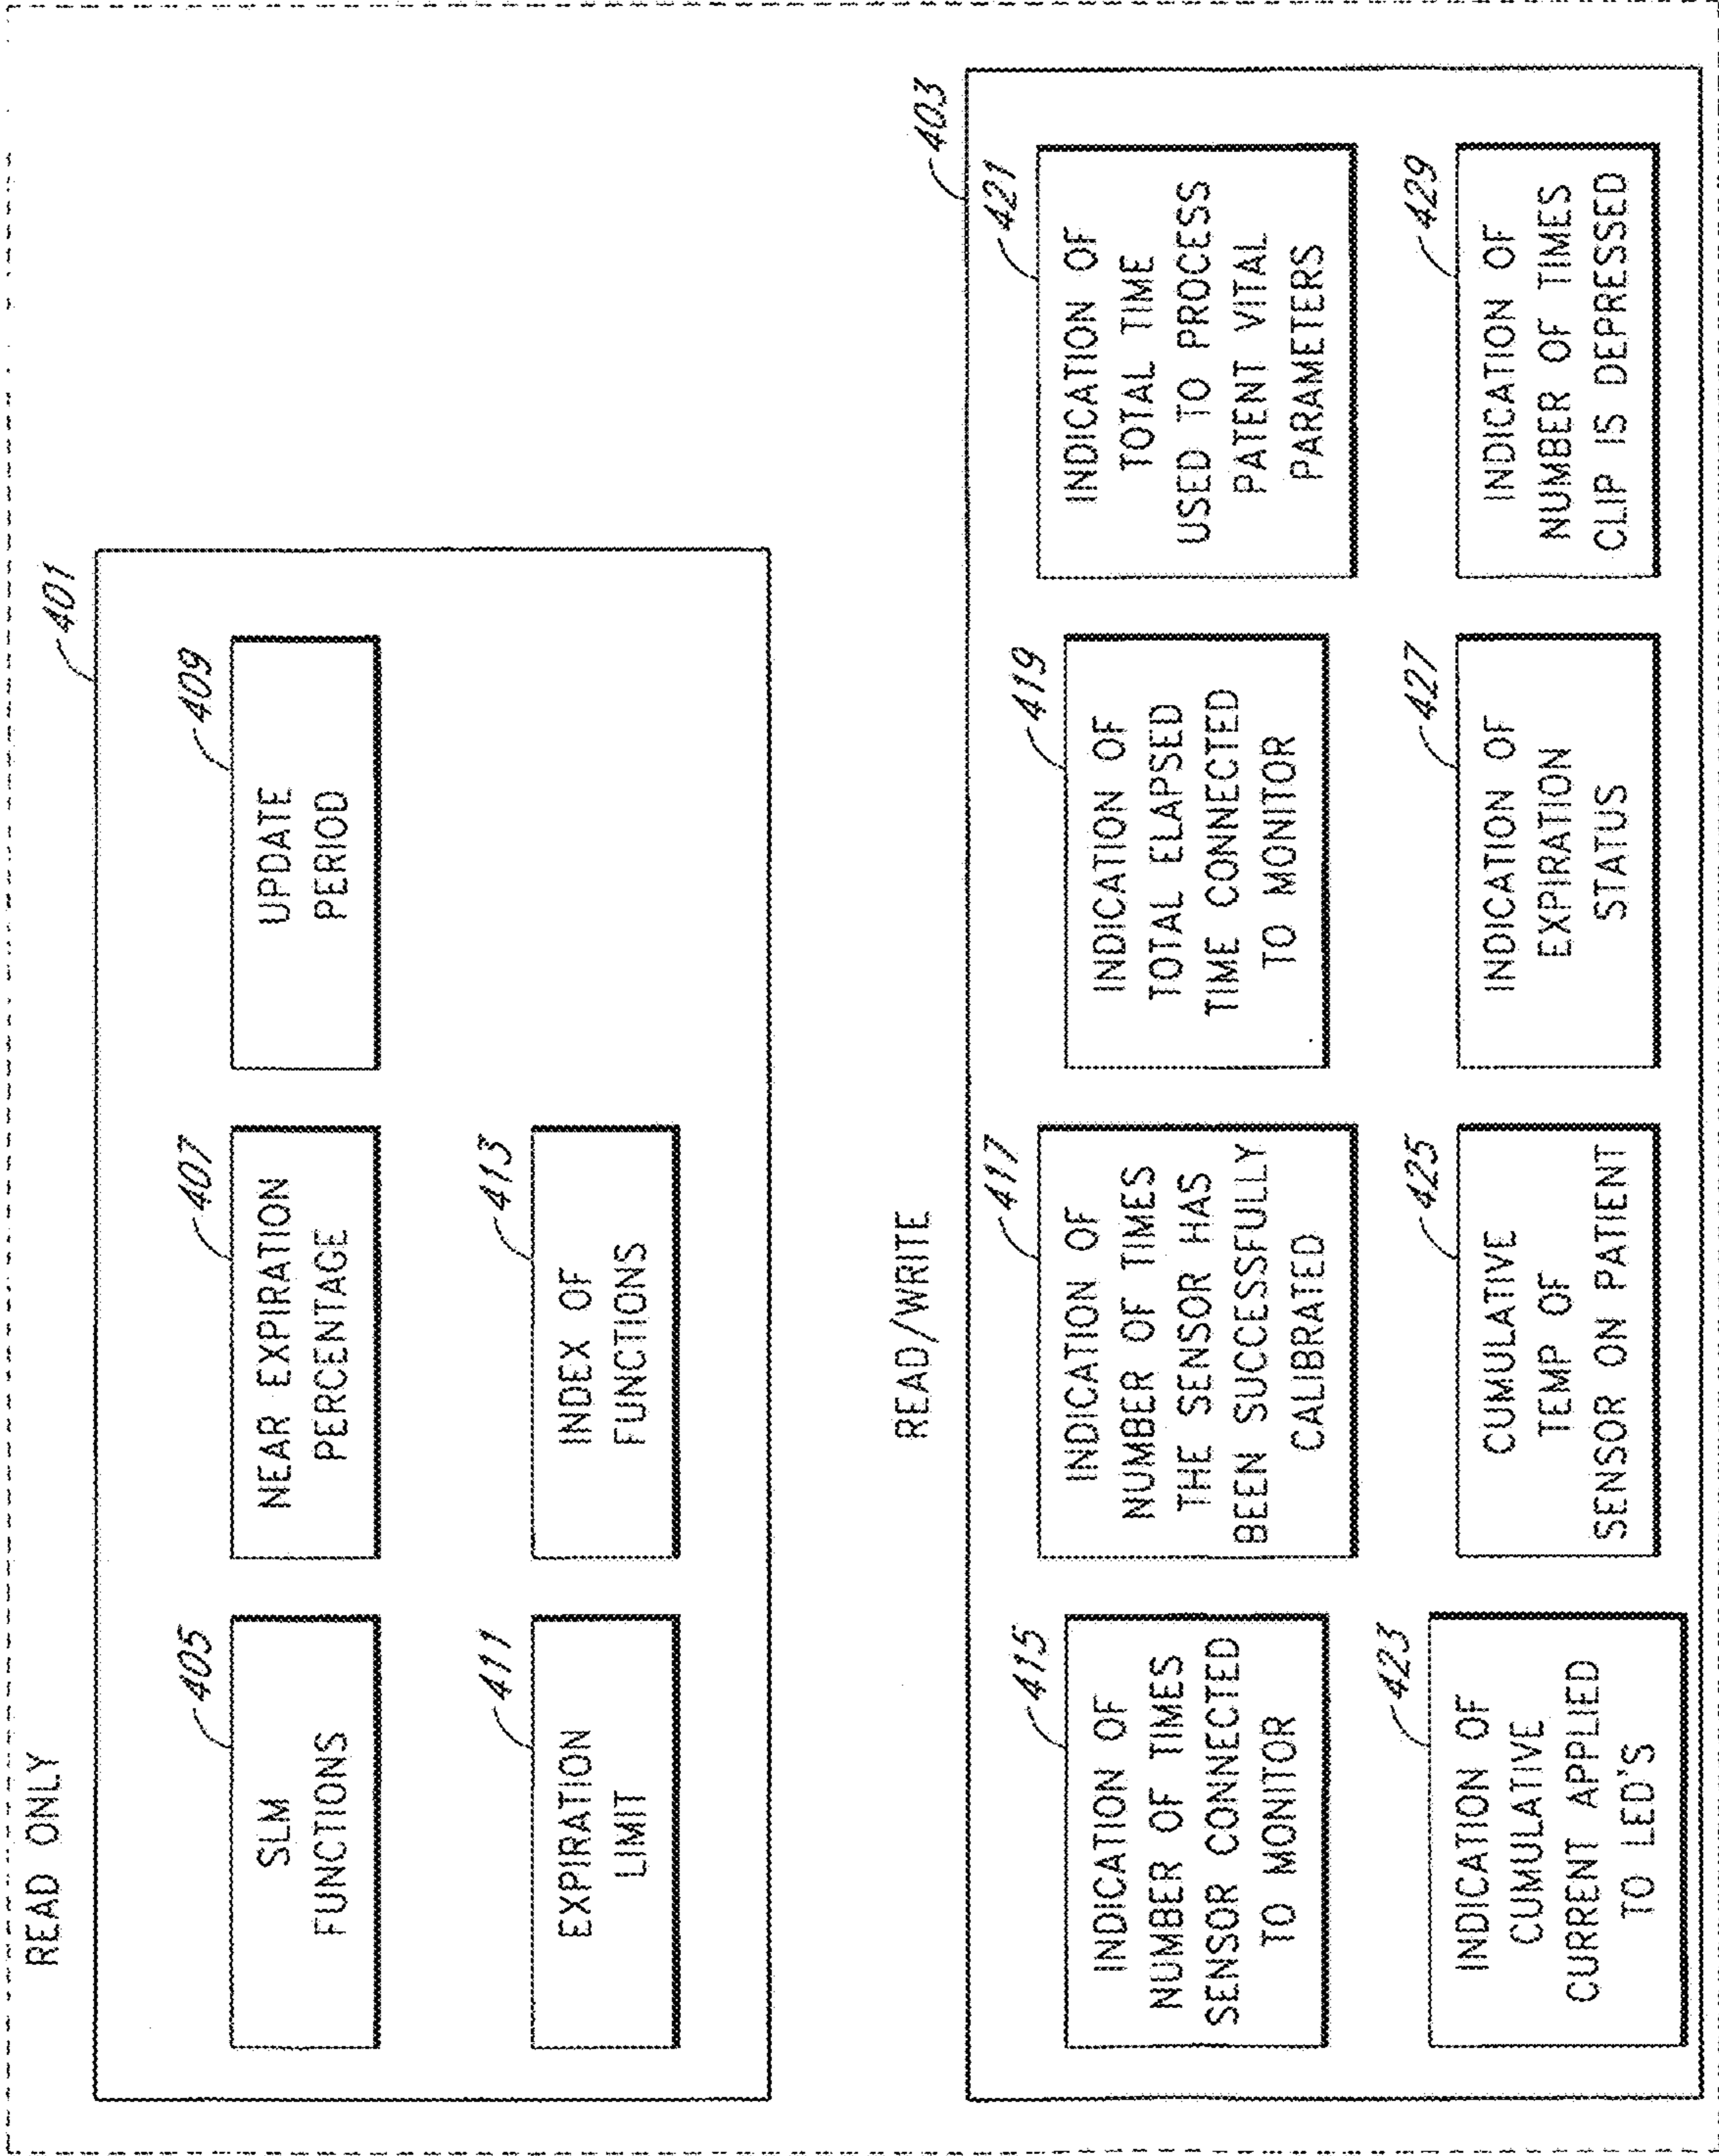 READ ONLY
401
405
SLM
FUNCTIONS
407
NEAR EXPIRATION
PERCENTAGE
409
UPDATE
PERIOD
411
EXPIRATION
LIMIT
413
INDEX OF
FUNCTIONS
READ/WRITE
403
415
INDICATION OF
NUMBER OF TIMES
SENSOR CONNECTED
TO MONITOR
417
INDICATION OF
NUMBER OF TIMES
THE SENSOR HAS
BEEN SUCCESSFULLY
CALIBRATED
419
INDICATION OF
TOTAL ELAPSED
TIME CONNECTED
TO MONITOR
421
INDICATION OF
TOTAL TIME
USED TO PROCESS
PATENT VITAL
PARAMETERS
423
INDICATION OF
CUMULATIVE
CURRENT APPLIED
TO LED'S
425
CUMULATIVE
TEMP OF
SENSOR ON PATIENT
427
INDICATION OF
EXPIRATION
STATUS
429
INDICATION OF
NUMBER OF TIMES
CLIP IS DEPRESSED